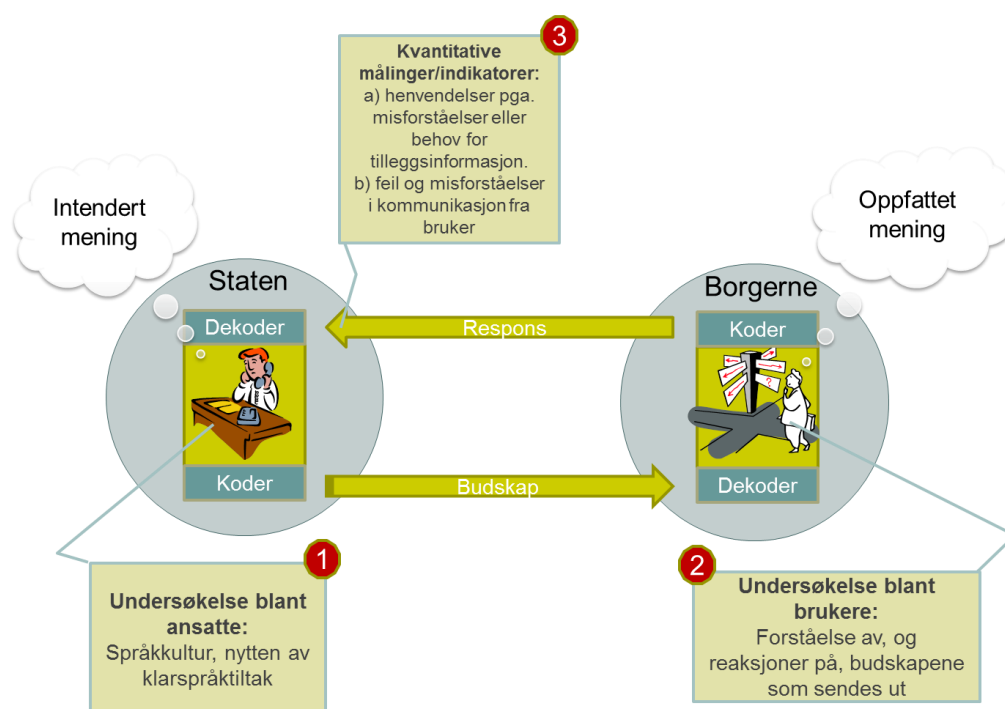 3
Kvantitative
målinger/indikatorer:
a) henvendelser pga.
misforståelser eller
behov for
tilleggsinformasjon.
b) feil og misforståelser
i kommunikasjon fra
bruker
Intendert
mening
Oppfattet
mening
Staten
Borgerne
Dekoder
Respons
Koder
?
Koder
Budskap
Dekoder
1
Undersøkelse blant
ansatte:
Språkkultur, nytten av
klarspråktiltak
2
Undersøkelse blant
brukere:
Forståelse av, og
reaksjoner på, budskapene
som sendes ut